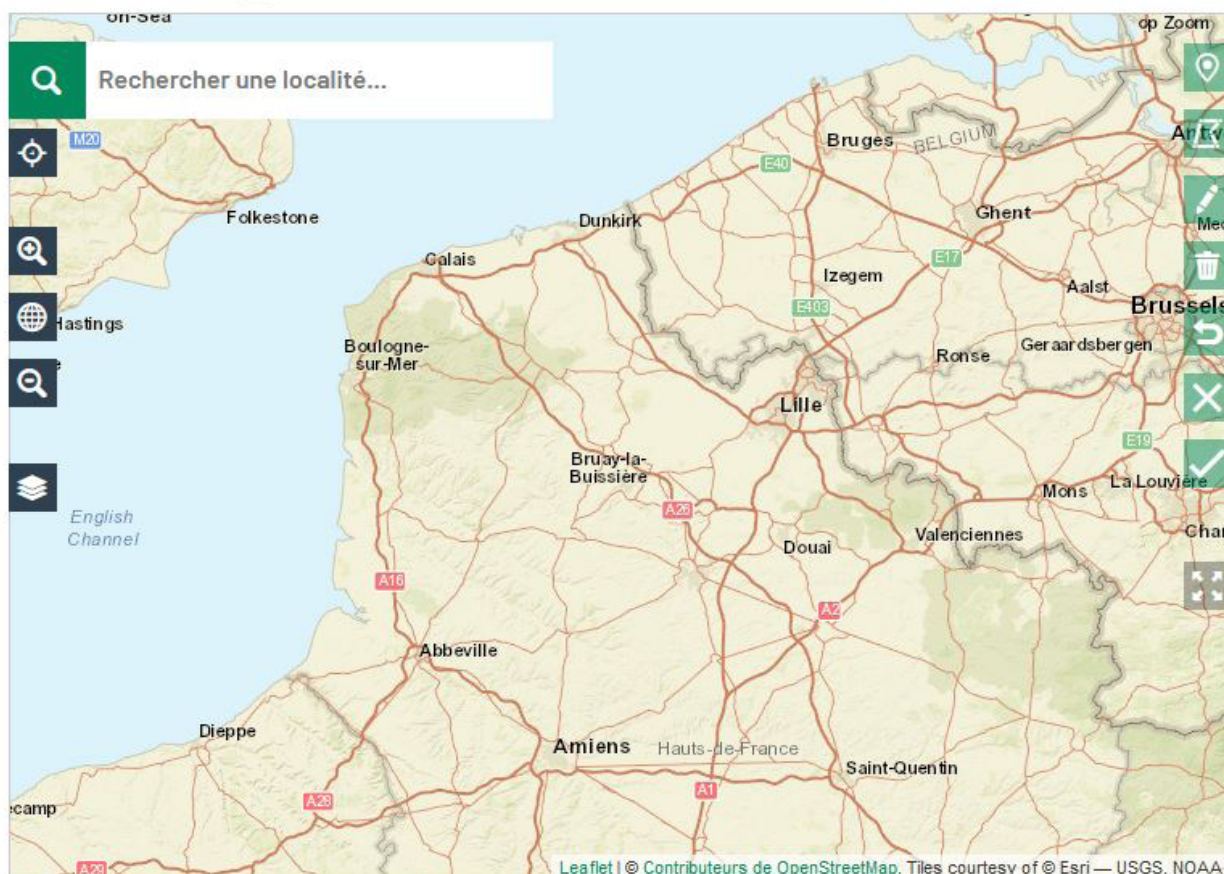 on-Sea
op Zoom
Rechercher une localité...
M20
Bruges
BELGIUM
E40
Folkestone
Dunkirk
Ghent
Calais
E17
Izegem
Aalst
E403
Brussels
Hastings
Boulogne-
sur-Mer
Geraardsbergen
Ronse
Lille
E19
Bruay-la-
Buissière
La Louvière
Mons
A26
English
Channel
Valenciennes
Douai
A16
A2
Abbeville
Dieppe
Amiens
Hauts-de-France
Saint-Quentin
A1
A28
ecamp
A29
Leaflet | © Contributeurs de OpenStreetMap, Tiles courtesy of © Esri — USGS, NOAA